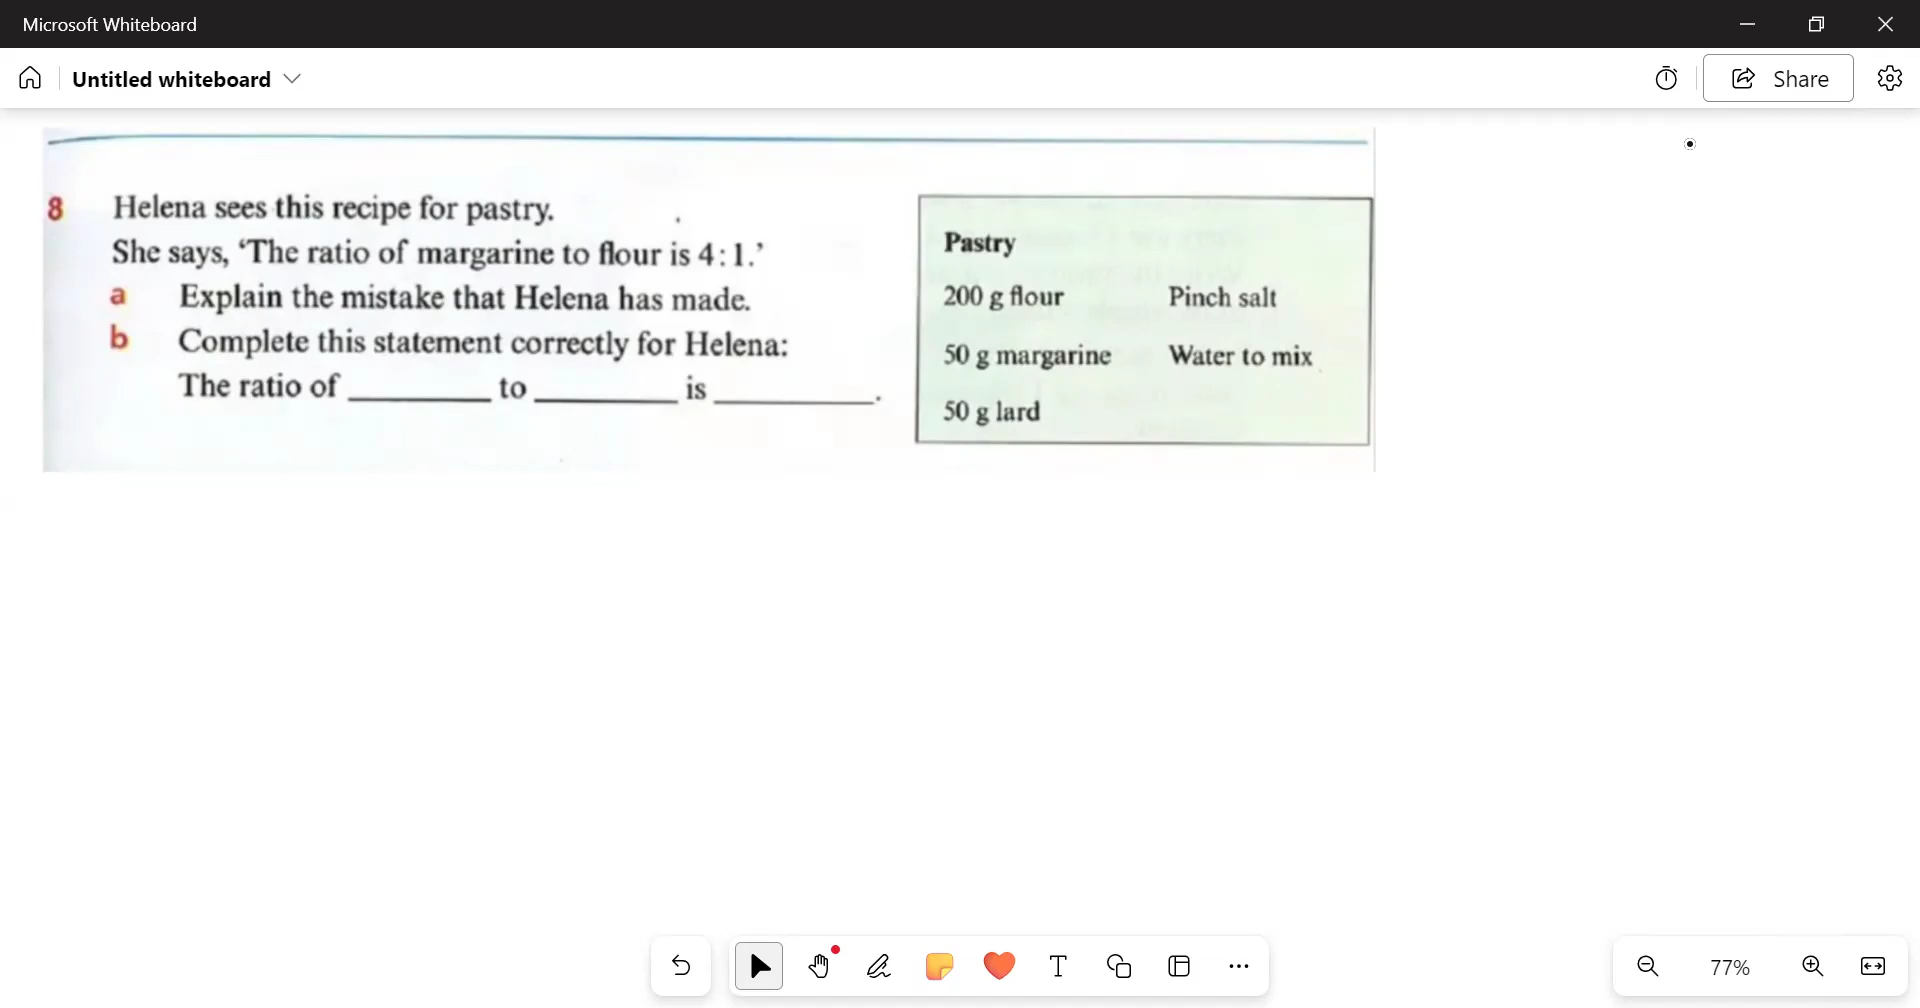 Microsoft Whiteboard
Untitled whiteboard
Share
8 Helena sees this recipe for pastry.
She says, ‘The ratio of margarine to flour is 4 : 1.’
a Explain the mistake that Helena has made.
b Complete this statement correctly for Helena:
The ratio of ________ to ________ is ________.
Pastry
200 g flour Pinch salt
50 g margarine Water to mix
50 g lard
77%